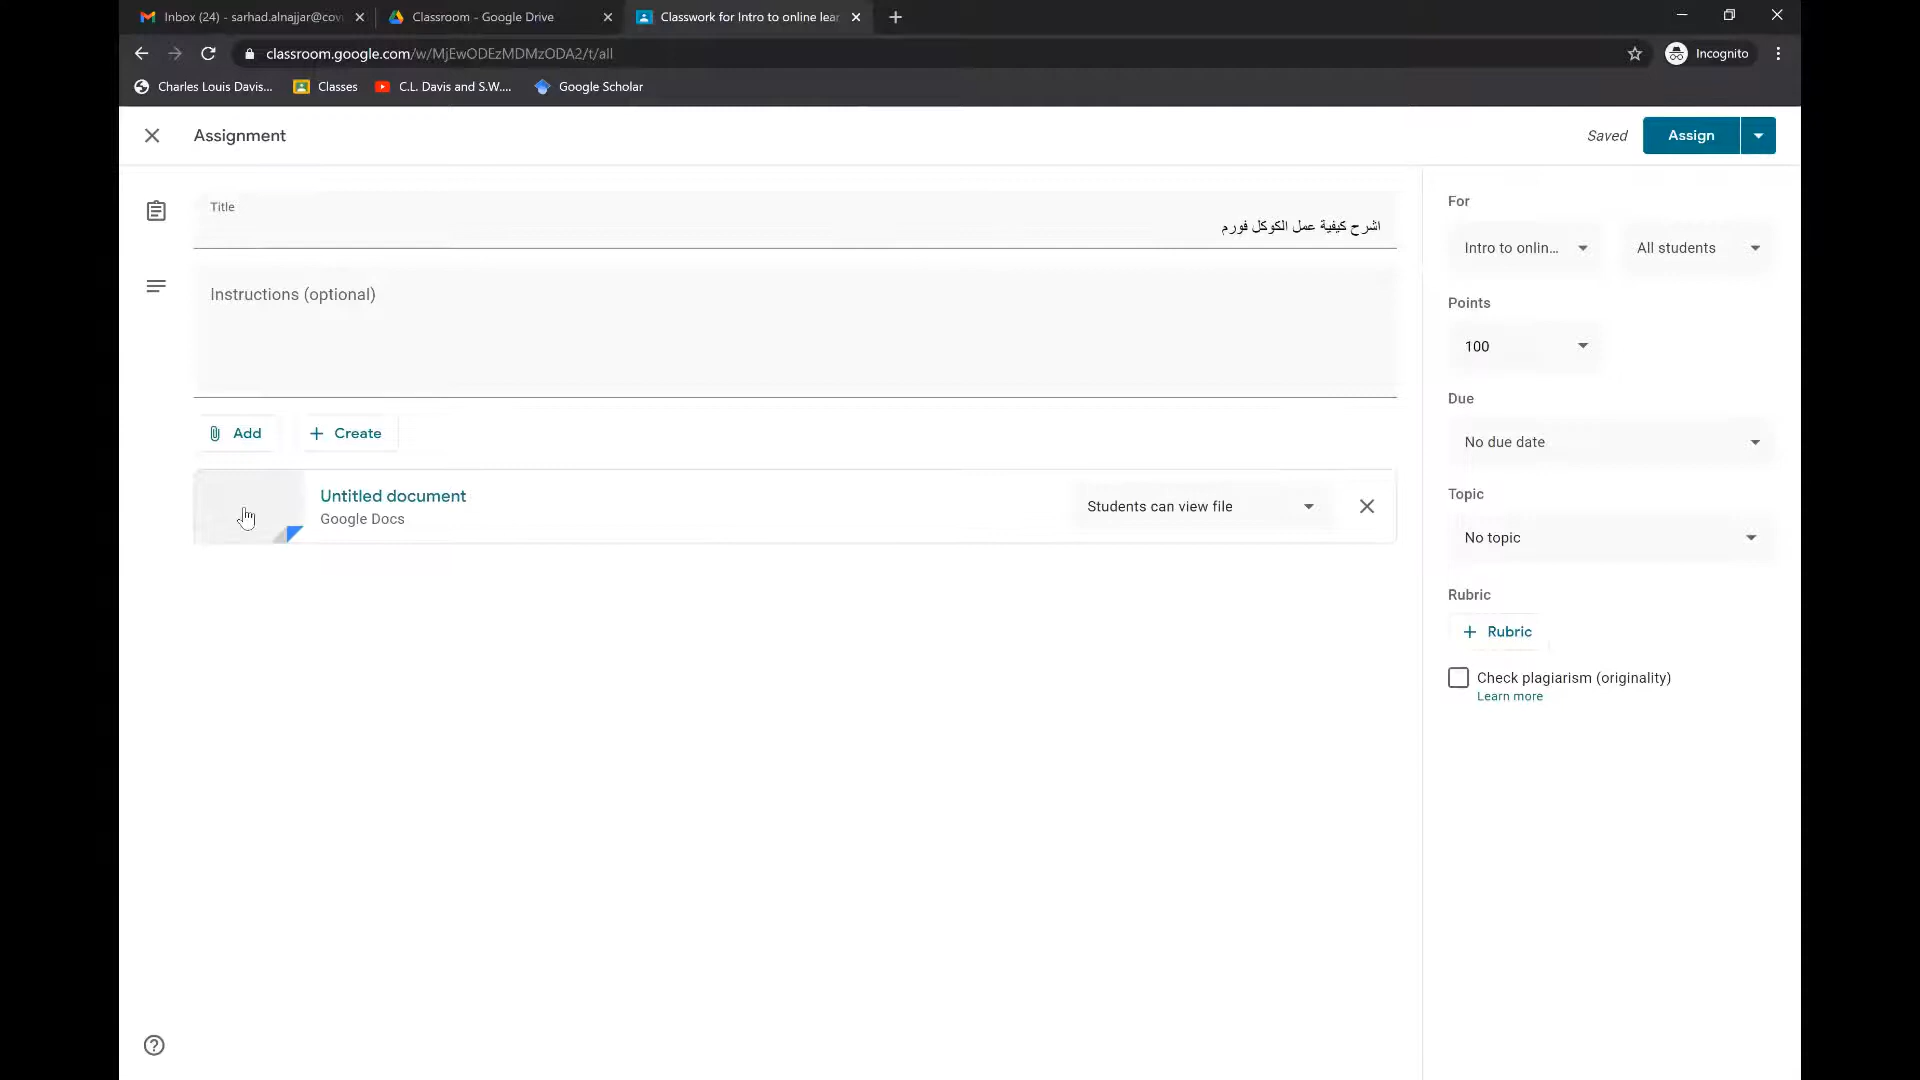 Inbox (24) - sarhad.alnajjar@cov
Classroom - Google Drive
Classwork for Intro to online lear
classroom.google.com/w/MjEwODEzMDMzODA2/t/all
Incognito
Charles Louis Davis...
Classes
C.L. Davis and S.W....
Google Scholar
Assignment
Saved
Assign
Title
اشرح كيفية عمل الكوكل فورم
Instructions (optional)
Add
Create
Untitled document
Google Docs
Students can view file
For
Intro to onlin...
All students
Points
100
Due
No due date
Topic
No topic
Rubric
Rubric
Check plagiarism (originality)
Learn more